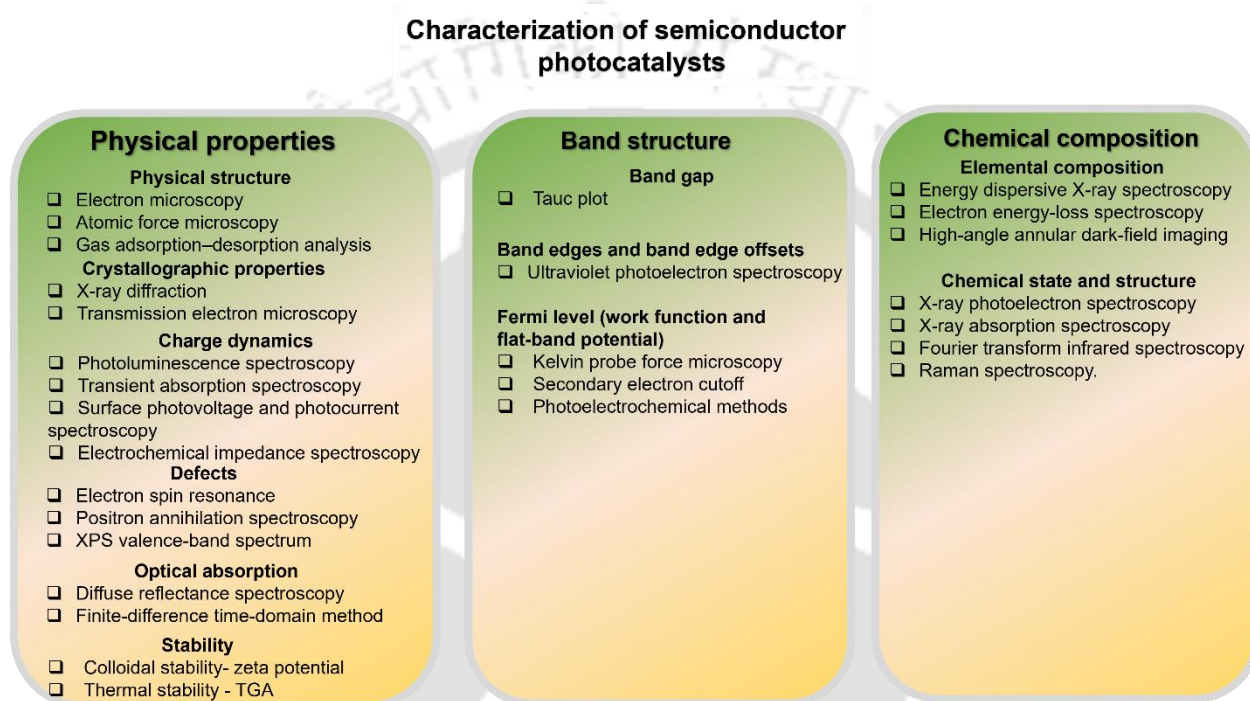 Characterization of semiconductor
photocatalysts
Physical properties
Physical structure
❑ Electron microscopy
❑ Atomic force microscopy
❑ Gas adsorption–desorption analysis
Crystallographic properties
❑ X-ray diffraction
❑ Transmission electron microscopy
Charge dynamics
❑ Photoluminescence spectroscopy
❑ Transient absorption spectroscopy
❑ Surface photovoltage and photocurrent
spectroscopy
❑ Electrochemical impedance spectroscopy
Defects
❑ Electron spin resonance
❑ Positron annihilation spectroscopy
❑ XPS valence-band spectrum
Optical absorption
❑ Diffuse reflectance spectroscopy
❑ Finite-difference time-domain method
Stability
❑ Colloidal stability- zeta potential
❑ Thermal stability - TGA
Band structure
Band gap
❑ Tauc plot
Band edges and band edge offsets
❑ Ultraviolet photoelectron spectroscopy
Fermi level (work function and
flat-band potential)
❑ Kelvin probe force microscopy
❑ Secondary electron cutoff
❑ Photoelectrochemical methods
Chemical composition
Elemental composition
❑ Energy dispersive X-ray spectroscopy
❑ Electron energy-loss spectroscopy
❑ High-angle annular dark-field imaging
Chemical state and structure
❑ X-ray photoelectron spectroscopy
❑ X-ray absorption spectroscopy
❑ Fourier transform infrared spectroscopy
❑ Raman spectroscopy.